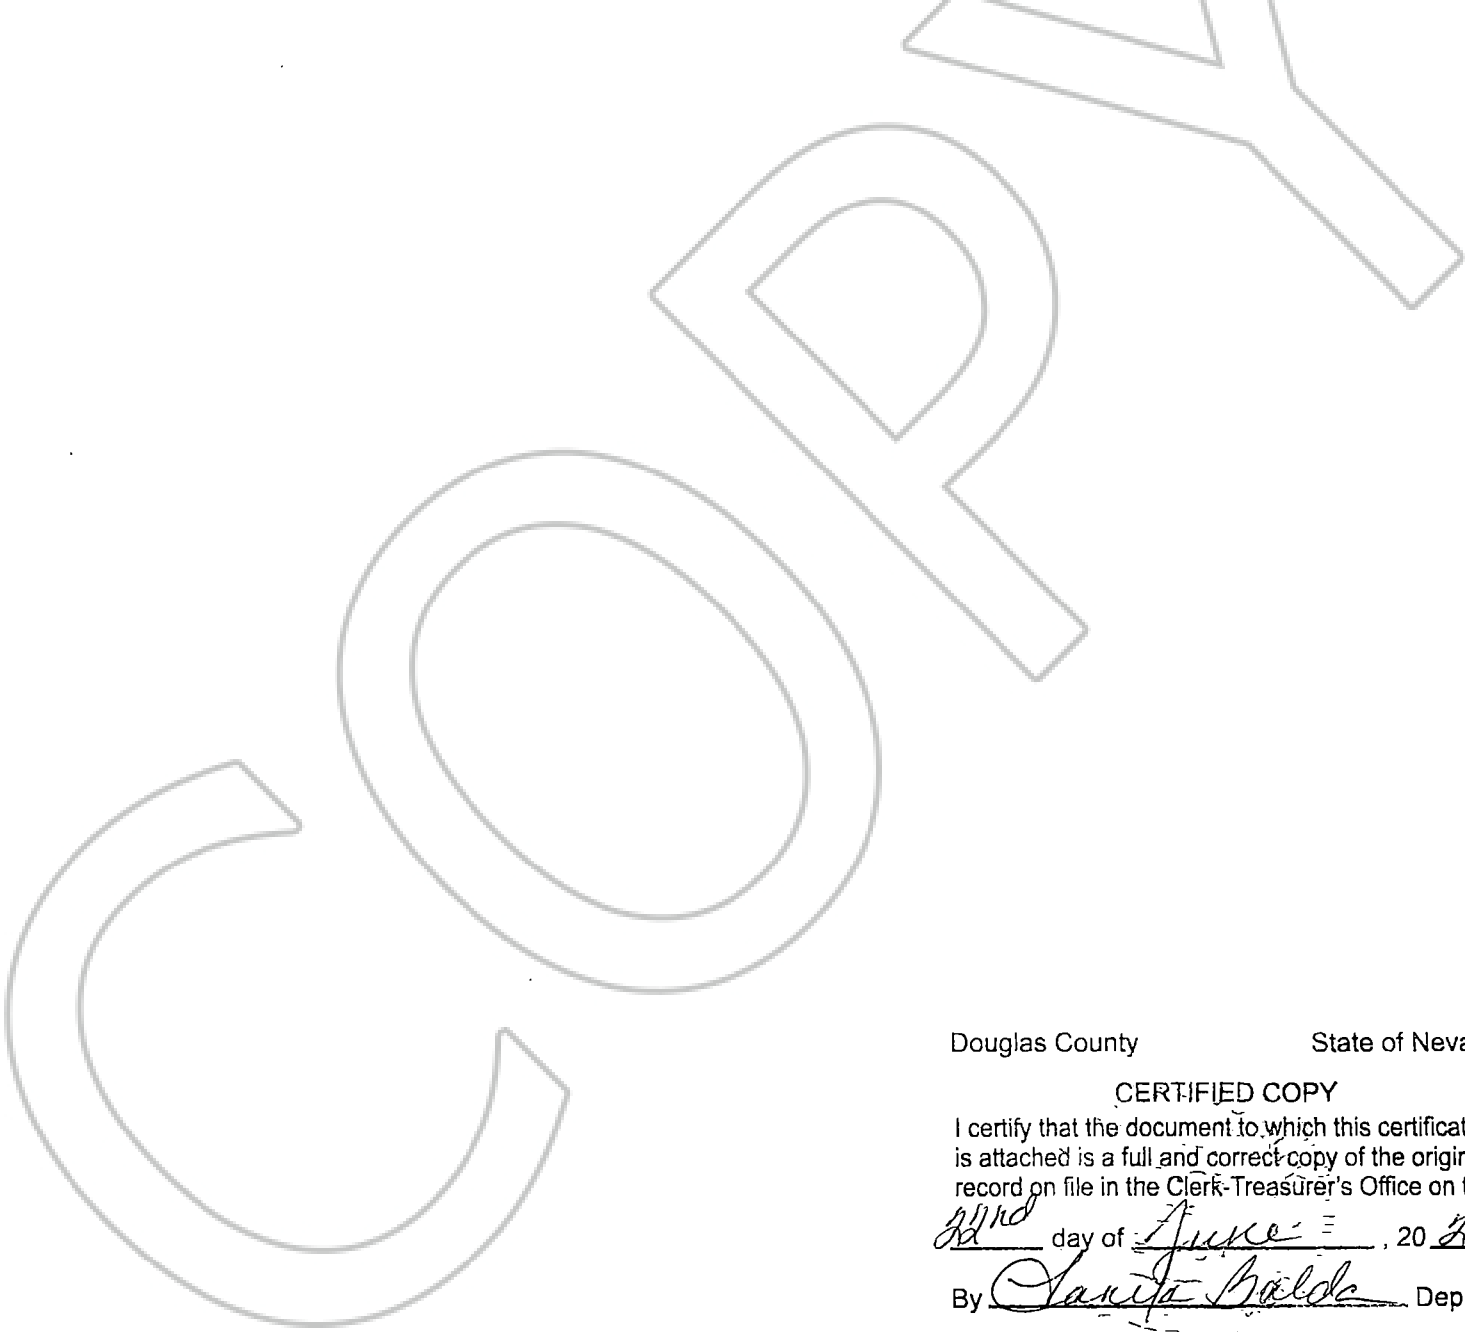 COPY
Douglas County State of Neva
CERTIFIED COPY
I certify that the document to which this certificat
is attached is a full and correct copy of the origin
record on file in the Clerk-Treasurer's Office on t
22nd day of June, 20 2
By Dep